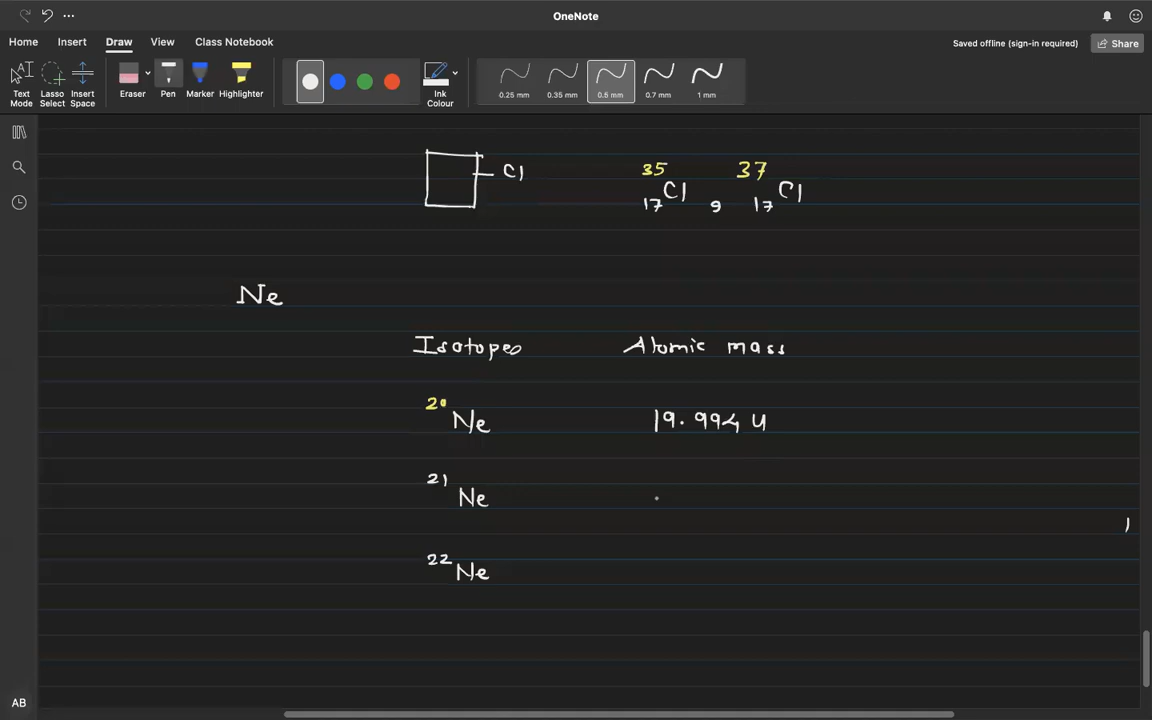 OneNote
Home Insert Draw View Class Notebook
Saved offline (sign-in required) Share
Text Mode Lasso Select Insert Space Eraser Pen Marker Highlighter Ink Colour 0.25 mm 0.35 mm 0.5 mm 0.7 mm 1 mm
Cl 35 17 Cl , 37 17 Cl
Ne
Isotopes Atomic mass
20 Ne 19.994 u
21 Ne
22 Ne
AB